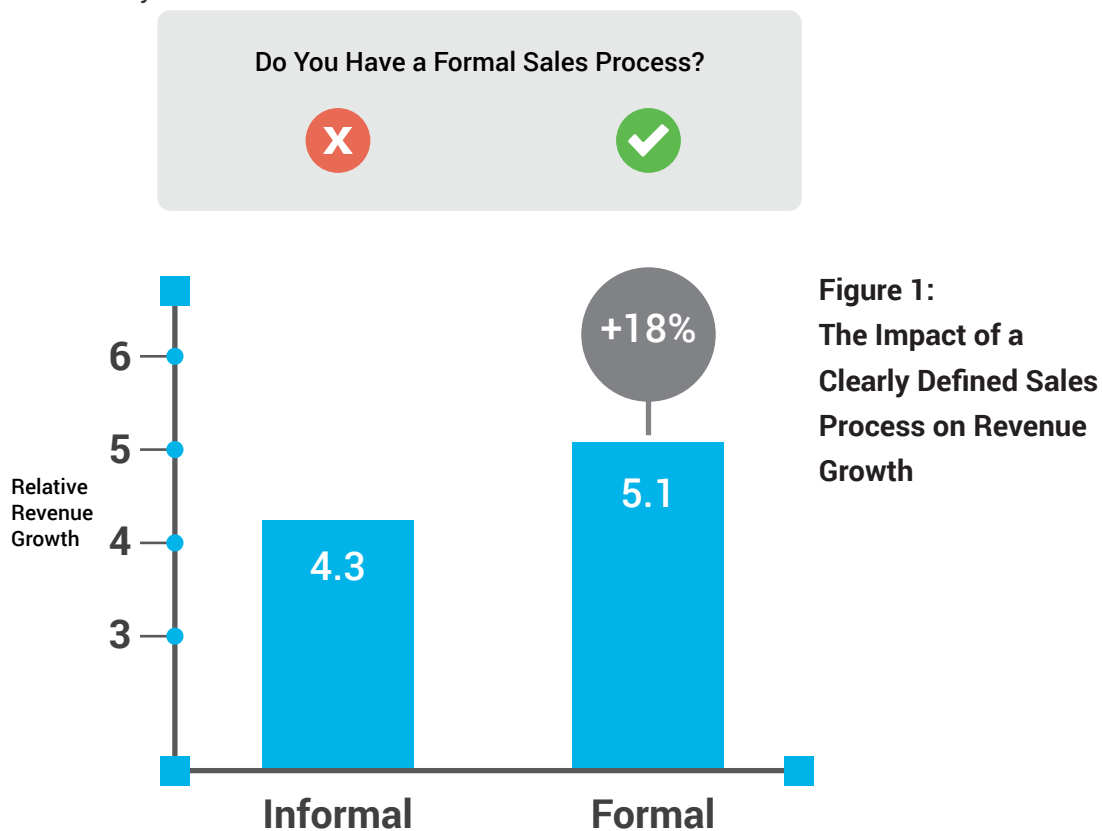 Do You Have a Formal Sales Process?
X
+18%
Figure 1:
The Impact of a
Clearly Defined Sales
Process on Revenue
Growth
6
5
Relative
Revenue
Growth
4
3
4.3
5.1
Informal
Formal